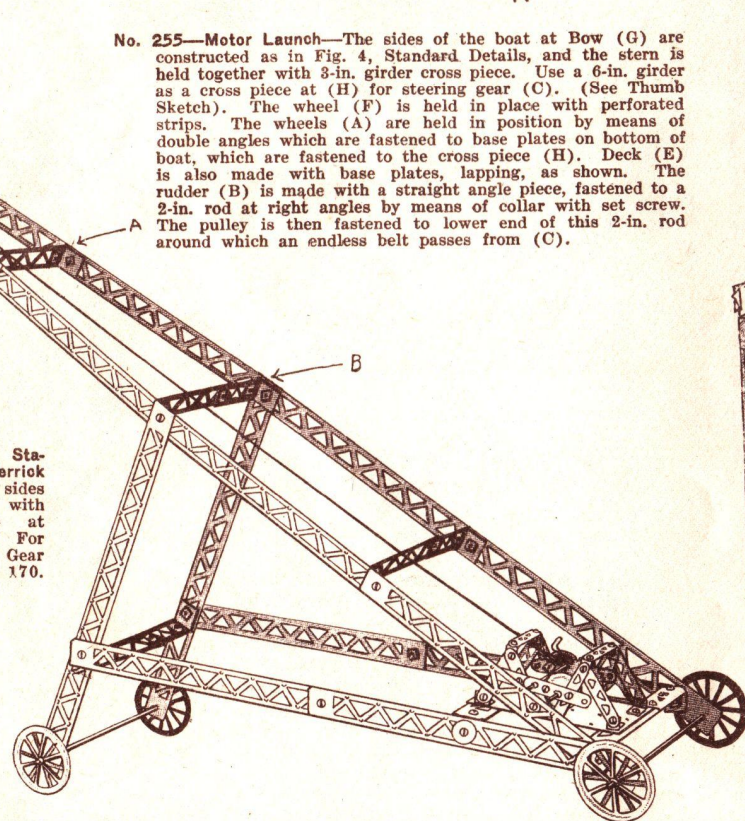 No. 255—Motor Launch—The sides of the boat at Bow (G) are
constructed as in Fig. 4, Standard Details, and the stern is
held together with 3-in. girder cross piece. Use a 6-in. girder
as a cross piece at (H) for steering gear (C). (See Thumb
Sketch). The wheel (F) is held in place with perforated
strips. The wheels (A) are held in position by means of
double angles which are fastened to base plates on bottom of
boat, which are fastened to the cross piece (H). Deck (E)
is also made with base plates, lapping, as shown. The
rudder (B) is made with a straight angle piece, fastened to a
2-in. rod at right angles by means of collar with set screw.
The pulley is then fastened to lower end of this 2-in. rod
around which an endless belt passes from (C).
A
B
Sta-
errick
sides
with
at
For
Gear
170.